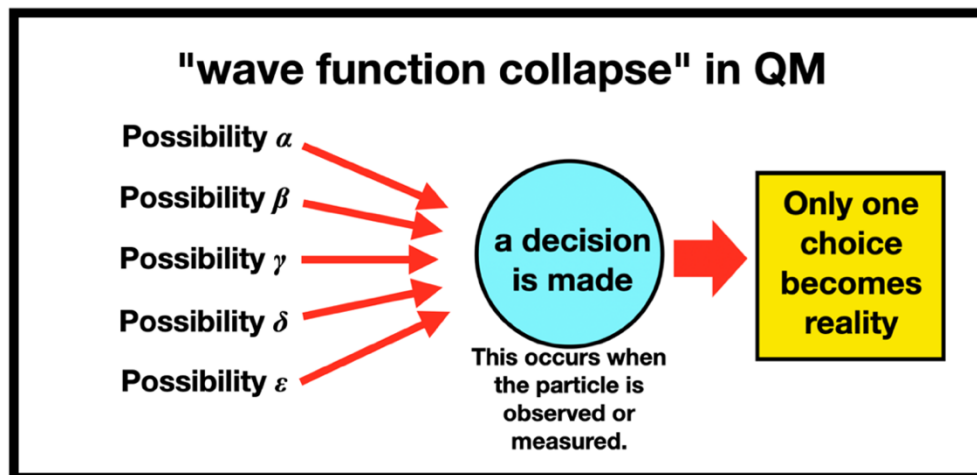 "wave function collapse" in QM
Possibility α
Possibility β
Possibility γ
Possibility δ
Possibility ε
a decision
is made
This occurs when
the particle is
observed or
measured.
Only one
choice
becomes
reality